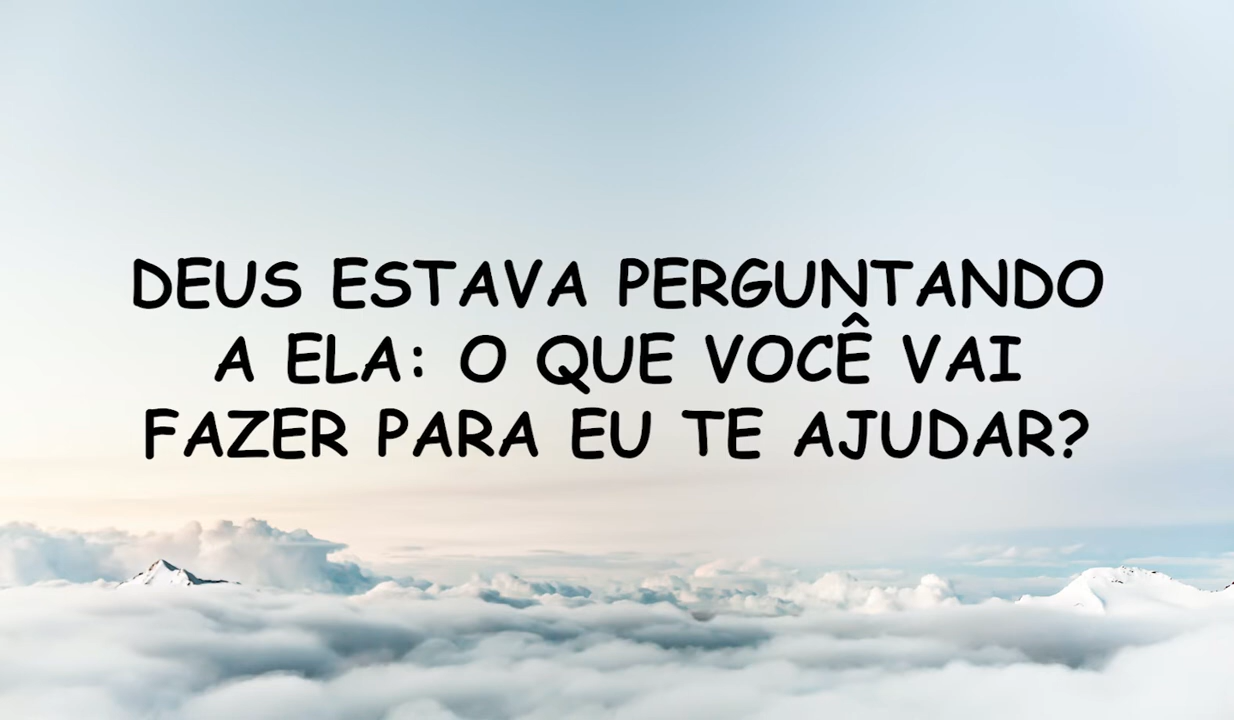 DEUS ESTAVA PERGUNTANDO
A ELA: O QUE VOCÊ VAI
FAZER PARA EU TE AJUDAR?